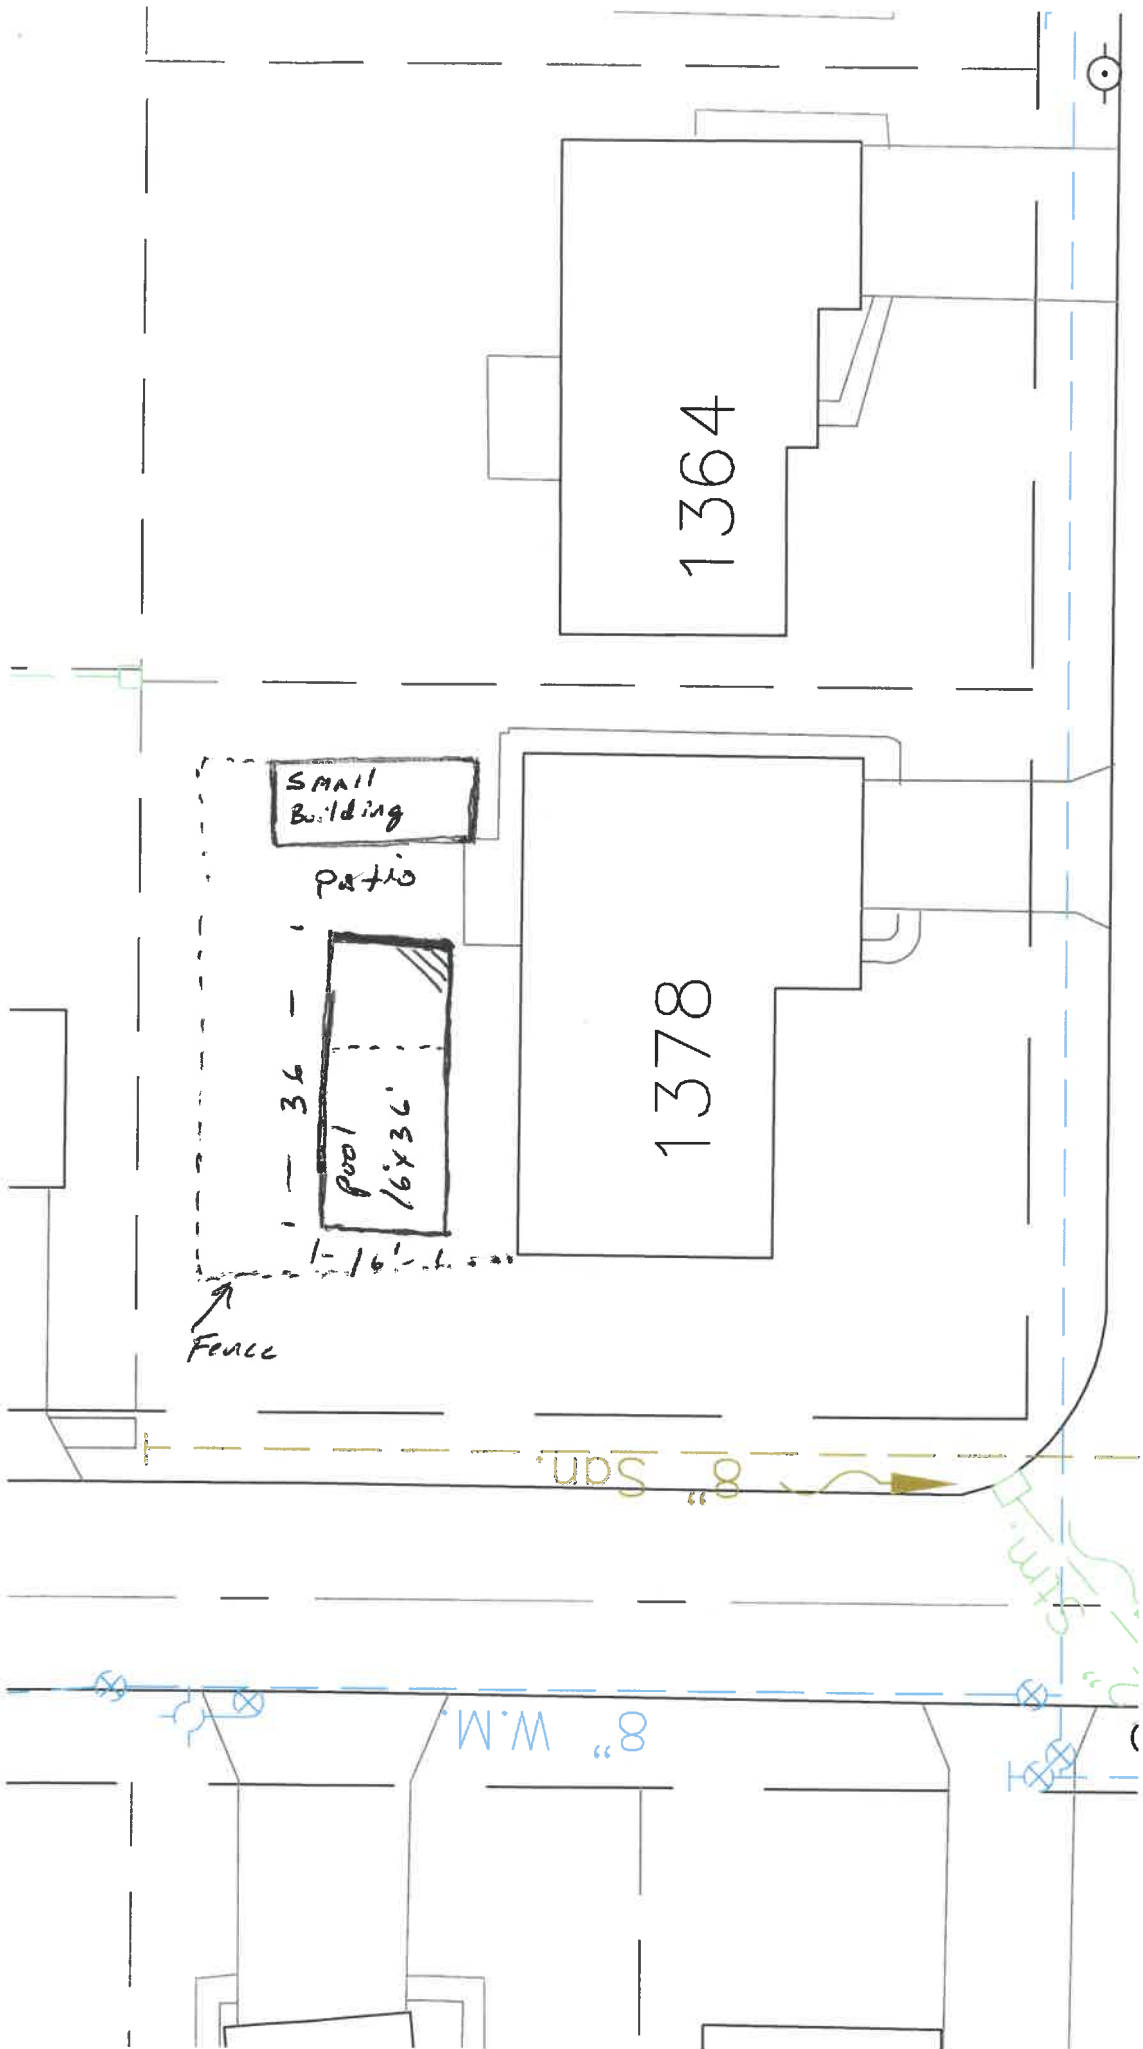 1364
SMAll
Building
patio
1378
36
pool
16'x36'
16'
Fence
8" San.
Stm.
8" W.M.